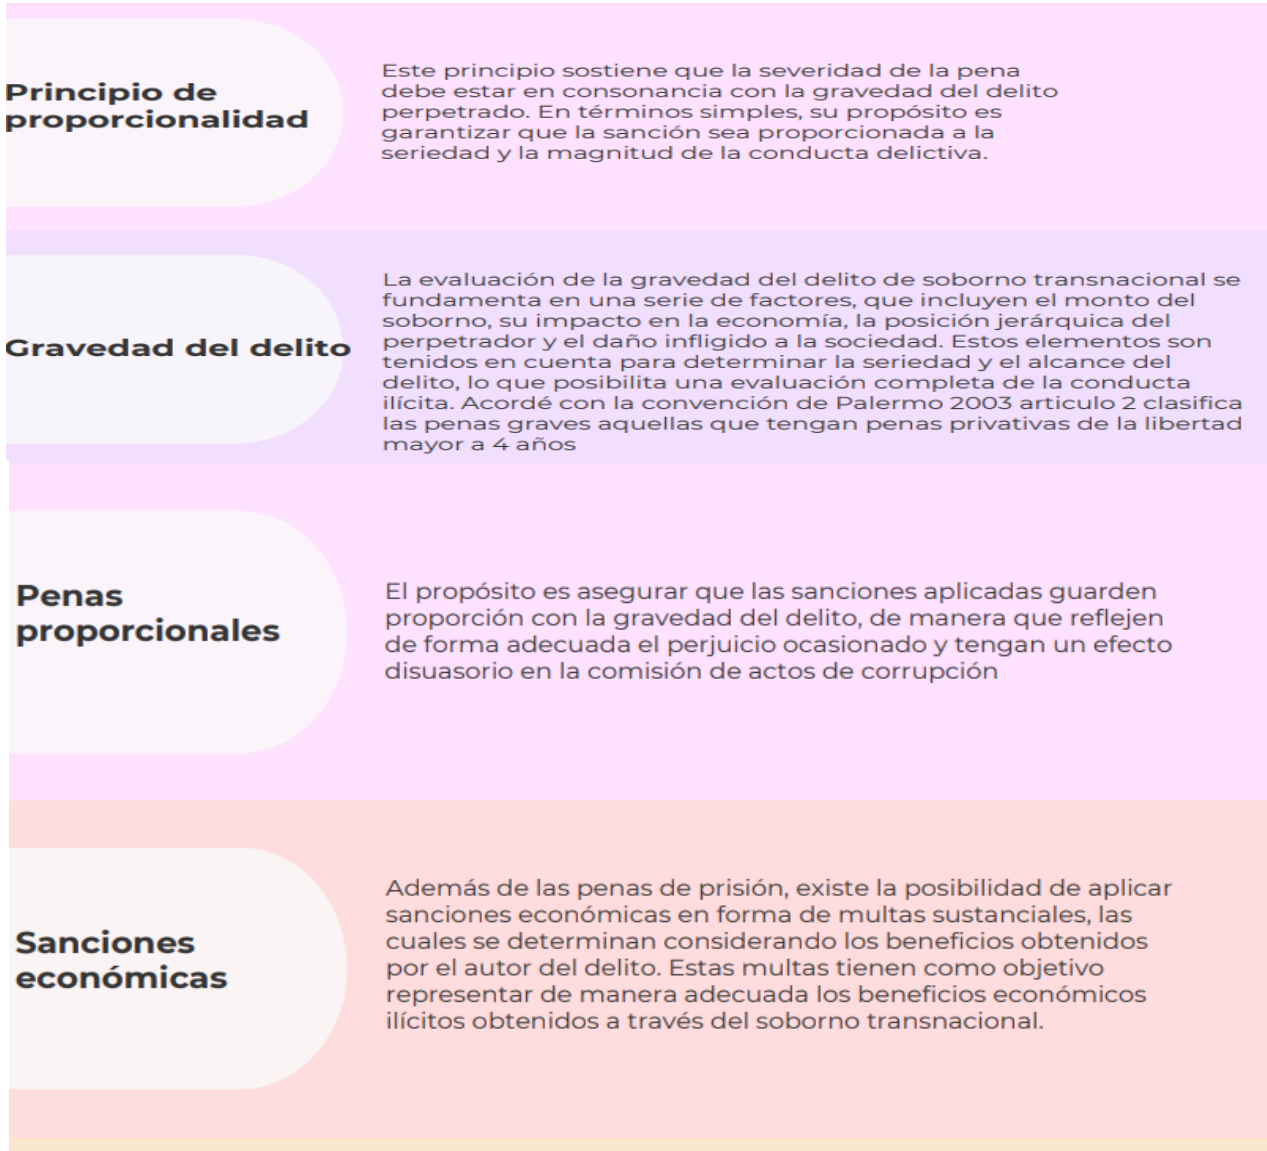 Principio de
proporcionalidad
Este principio sostiene que la severidad de la pena
debe estar en consonancia con la gravedad del delito
perpetrado. En términos simples, su propósito es
garantizar que la sanción sea proporcionada a la
seriedad y la magnitud de la conducta delictiva.
Gravedad del delito
La evaluación de la gravedad del delito de soborno transnacional se
fundamenta en una serie de factores, que incluyen el monto del
soborno, su impacto en la economía, la posición jerárquica del
perpetrador y el daño infligido a la sociedad. Estos elementos son
tenidos en cuenta para determinar la seriedad y el alcance del
delito, lo que posibilita una evaluación completa de la conducta
ilícita. Acordé con la convención de Palermo 2003 articulo 2 clasifica
las penas graves aquellas que tengan penas privativas de la libertad
mayor a 4 años
Penas
proporcionales
El propósito es asegurar que las sanciones aplicadas guarden
proporción con la gravedad del delito, de manera que reflejen
de forma adecuada el perjuicio ocasionado y tengan un efecto
disuasorio en la comisión de actos de corrupción
Sanciones
económicas
Además de las penas de prisión, existe la posibilidad de aplicar
sanciones económicas en forma de multas sustanciales, las
cuales se determinan considerando los beneficios obtenidos
por el autor del delito. Estas multas tienen como objetivo
representar de manera adecuada los beneficios económicos
ilícitos obtenidos a través del soborno transnacional.